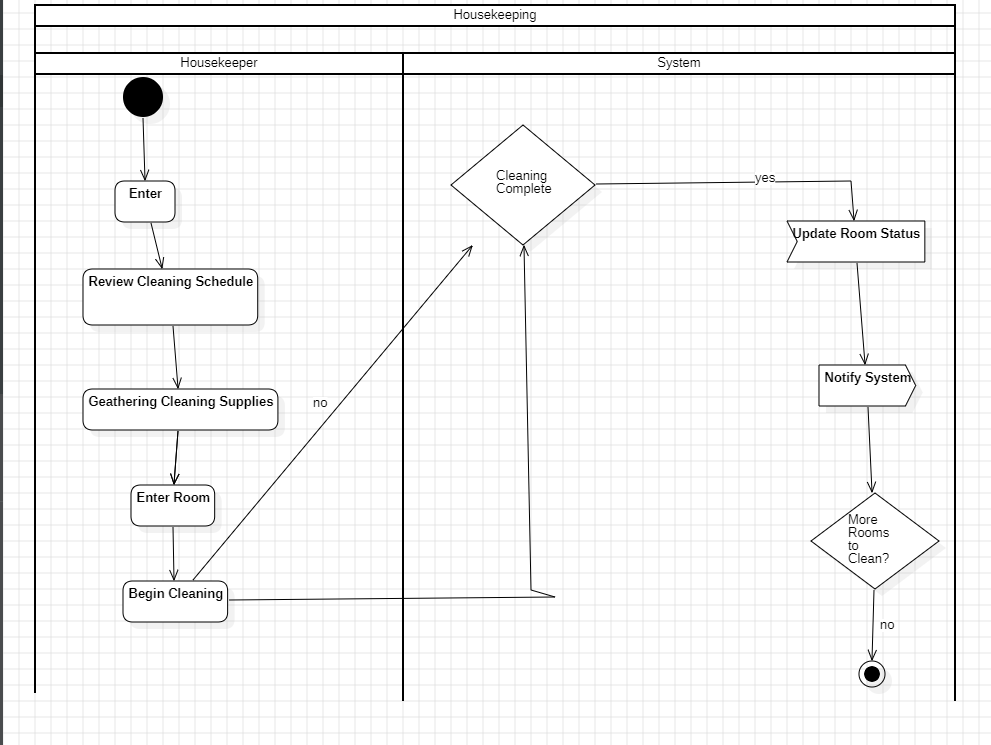 Housekeeping
Housekeeper
System
Enter
Review Cleaning Schedule
Geathering Cleaning Supplies
Enter Room
Begin Cleaning
no
Cleaning
Complete
yes
Update Room Status
Notify System
More
Rooms
to
Clean?
no